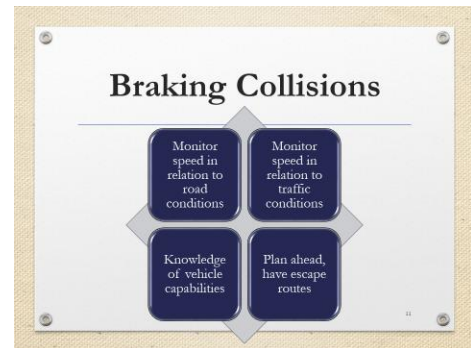 Braking Collisions
Monitor
speed in
relation to
road
conditions
Monitor
speed in
relation to
traffic
conditions
Knowledge
of vehicle
capabilities
Plan ahead,
have escape
routes
11